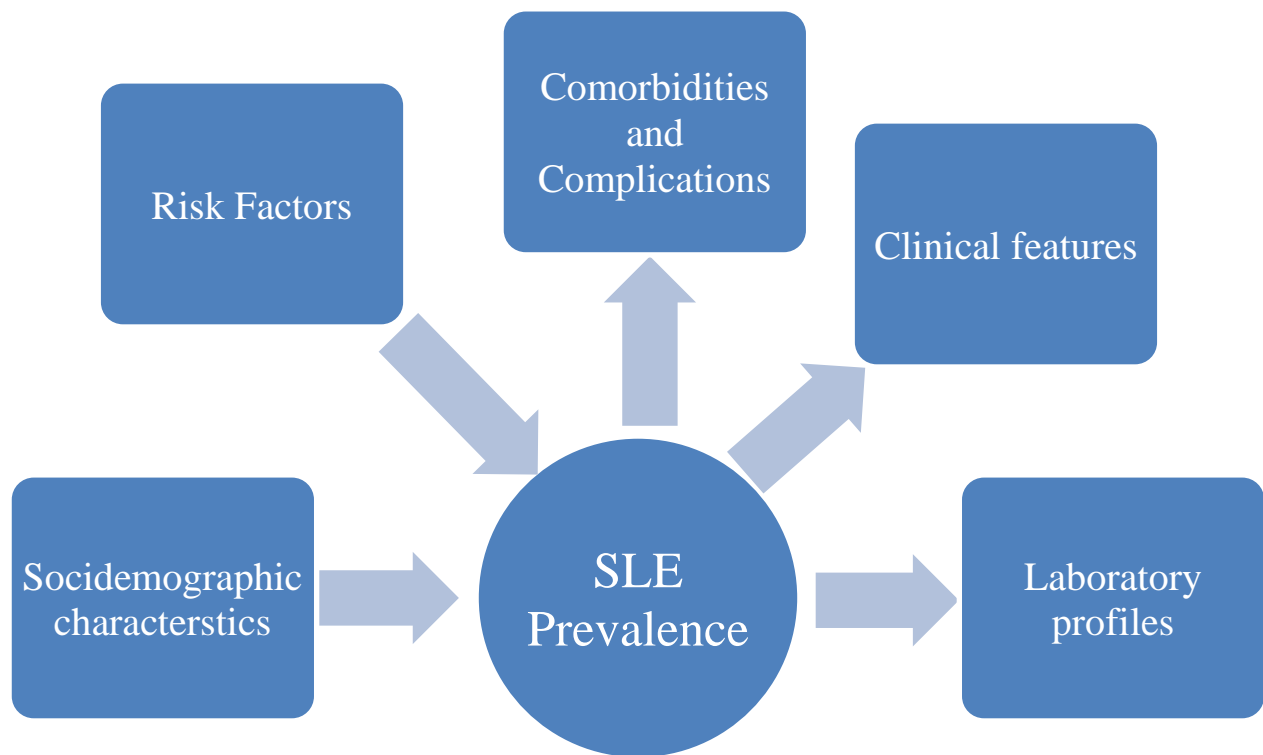 Comorbidities
and
Complications
Risk Factors
Clinical features
Socidemographic
characterstics
SLE
Prevalence
Laboratory
profiles